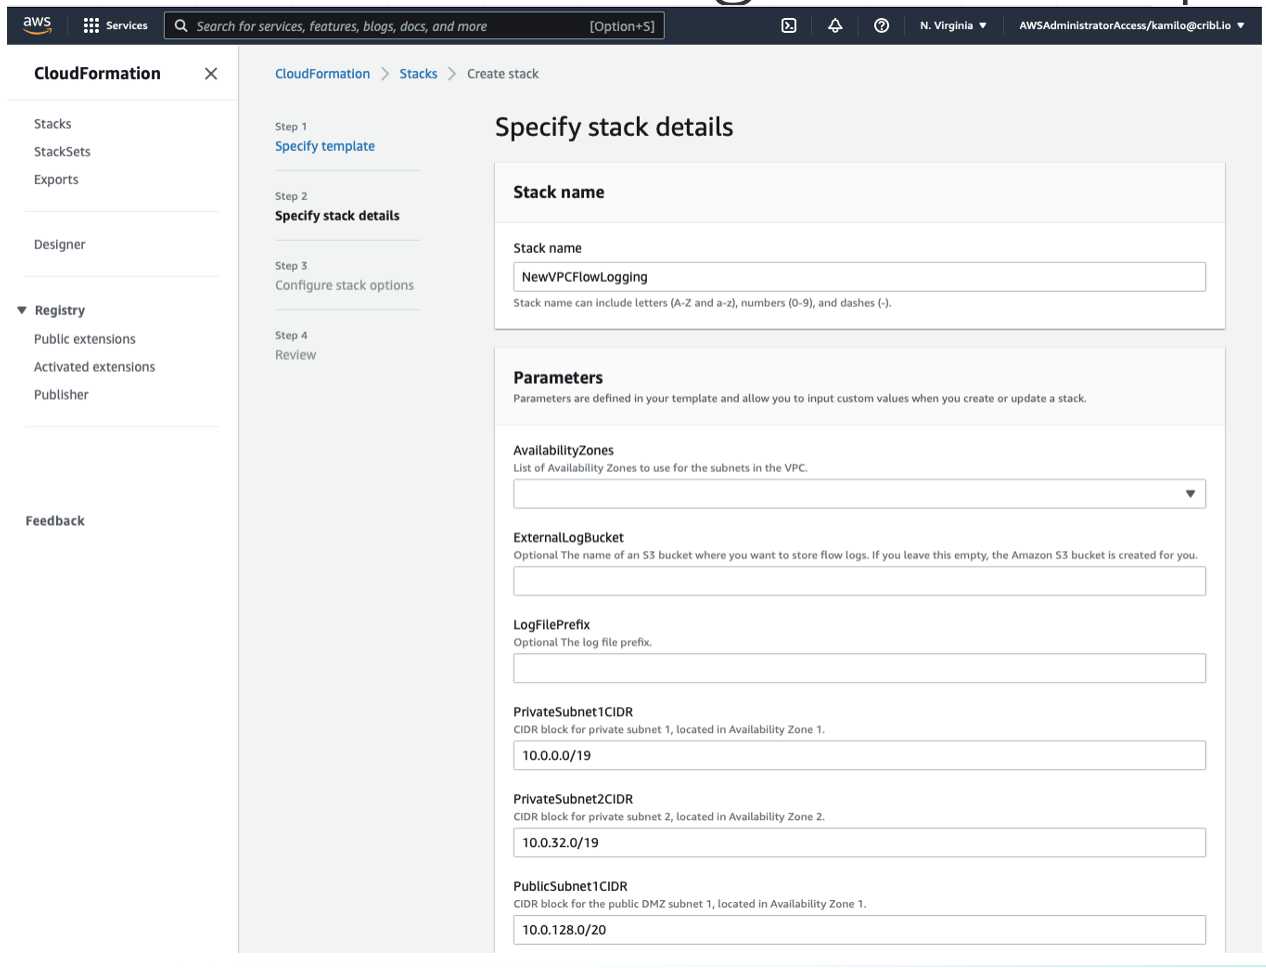 aws
Services
Search for services, features, blogs, docs, and more
[Option+S]
N. Virginia
AWSAdministratorAccess/kamilo@cribl.io
CloudFormation
Stacks
StackSets
Exports
Designer
Registry
Public extensions
Activated extensions
Publisher
Feedback
CloudFormation
Stacks
Create stack
Step 1
Specify template
Step 2
Specify stack details
Step 3
Configure stack options
Step 4
Review
Specify stack details
Stack name
Stack name
NewVPCFlowLogging
Stack name can include letters (A-Z and a-z), numbers (0-9), and dashes (-).
Parameters
Parameters are defined in your template and allow you to input custom values when you create or update a stack.
AvailabilityZones
List of Availability Zones to use for the subnets in the VPC.
ExternalLogBucket
Optional The name of an S3 bucket where you want to store flow logs. If you leave this empty, the Amazon S3 bucket is created for you.
LogFilePrefix
Optional The log file prefix.
PrivateSubnet1CIDR
CIDR block for private subnet 1, located in Availability Zone 1.
10.0.0.0/19
PrivateSubnet2CIDR
CIDR block for private subnet 2, located in Availability Zone 2.
10.0.32.0/19
PublicSubnet1CIDR
CIDR block for the public DMZ subnet 1, located in Availability Zone 1.
10.0.128.0/20